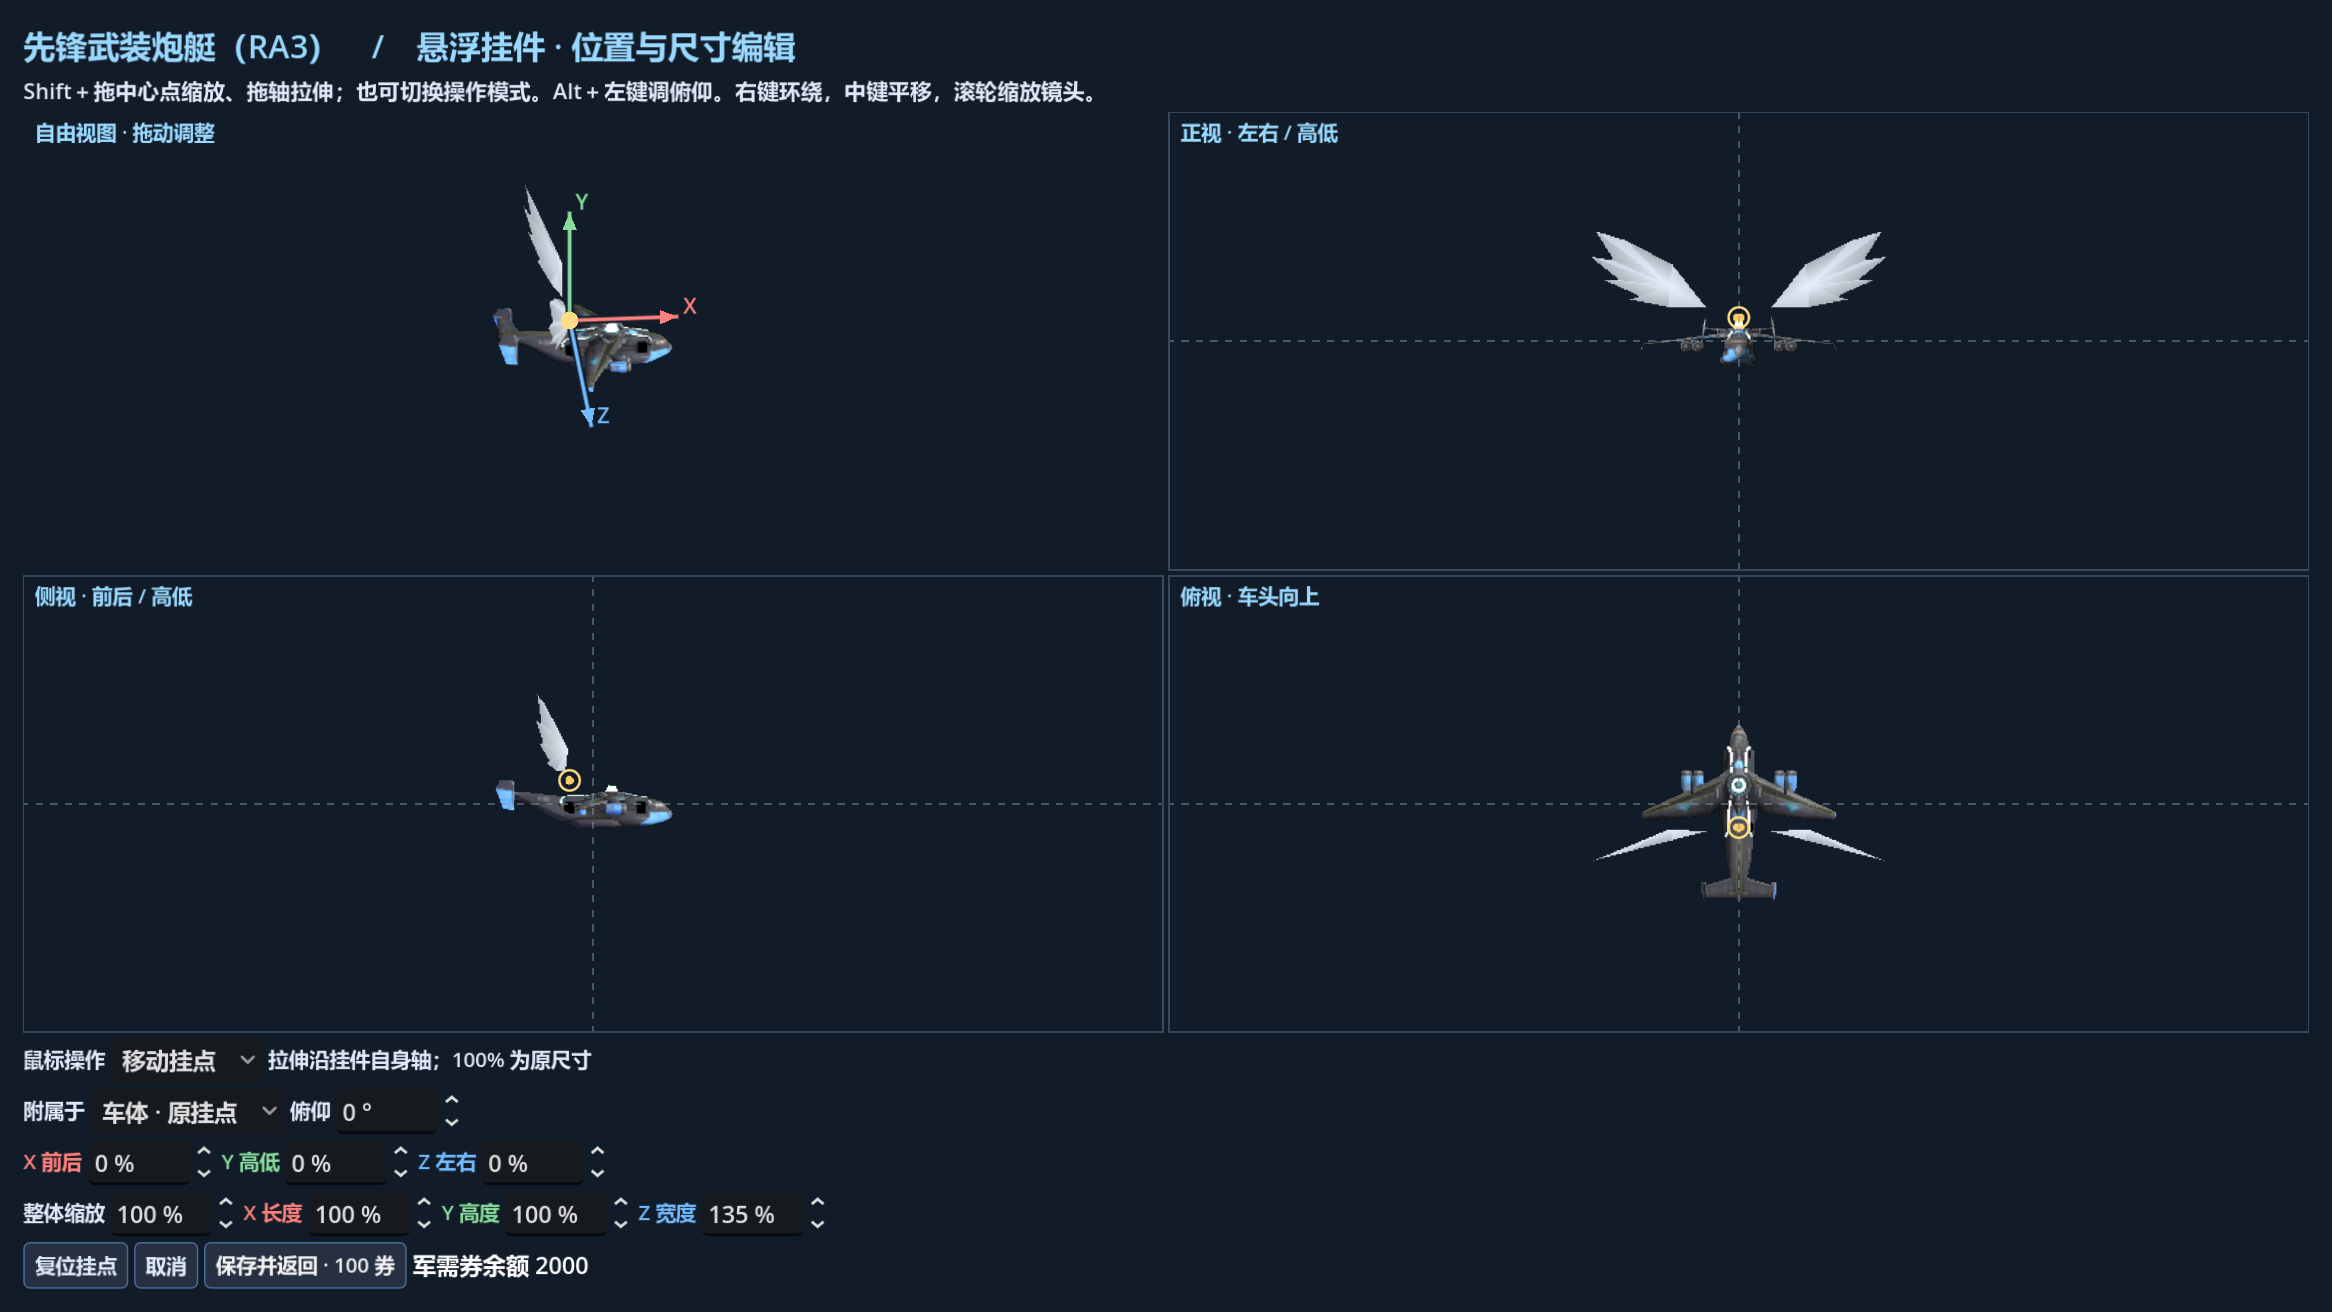 先锋武装炮艇（RA3） / 悬浮挂件 · 位置与尺寸编辑
Shift + 拖中心点缩放、拖轴拉伸；也可切换操作模式。Alt + 左键调俯仰。右键环绕，中键平移，滚轮缩放镜头。
自由视图 · 拖动调整
Y
X
Z
正视 · 左右 / 高低
侧视 · 前后 / 高低
俯视 · 车头向上
鼠标操作 移动挂点 拉伸沿挂件自身轴；100% 为原尺寸
附属于 车体 · 原挂点 俯仰 0 °
X 前后 0 % Y 高低 0 % Z 左右 0 %
整体缩放 100 % X 长度 100 % Y 高度 100 % Z 宽度 135 %
复位挂点 取消 保存并返回 · 100 券 军需券余额 2000